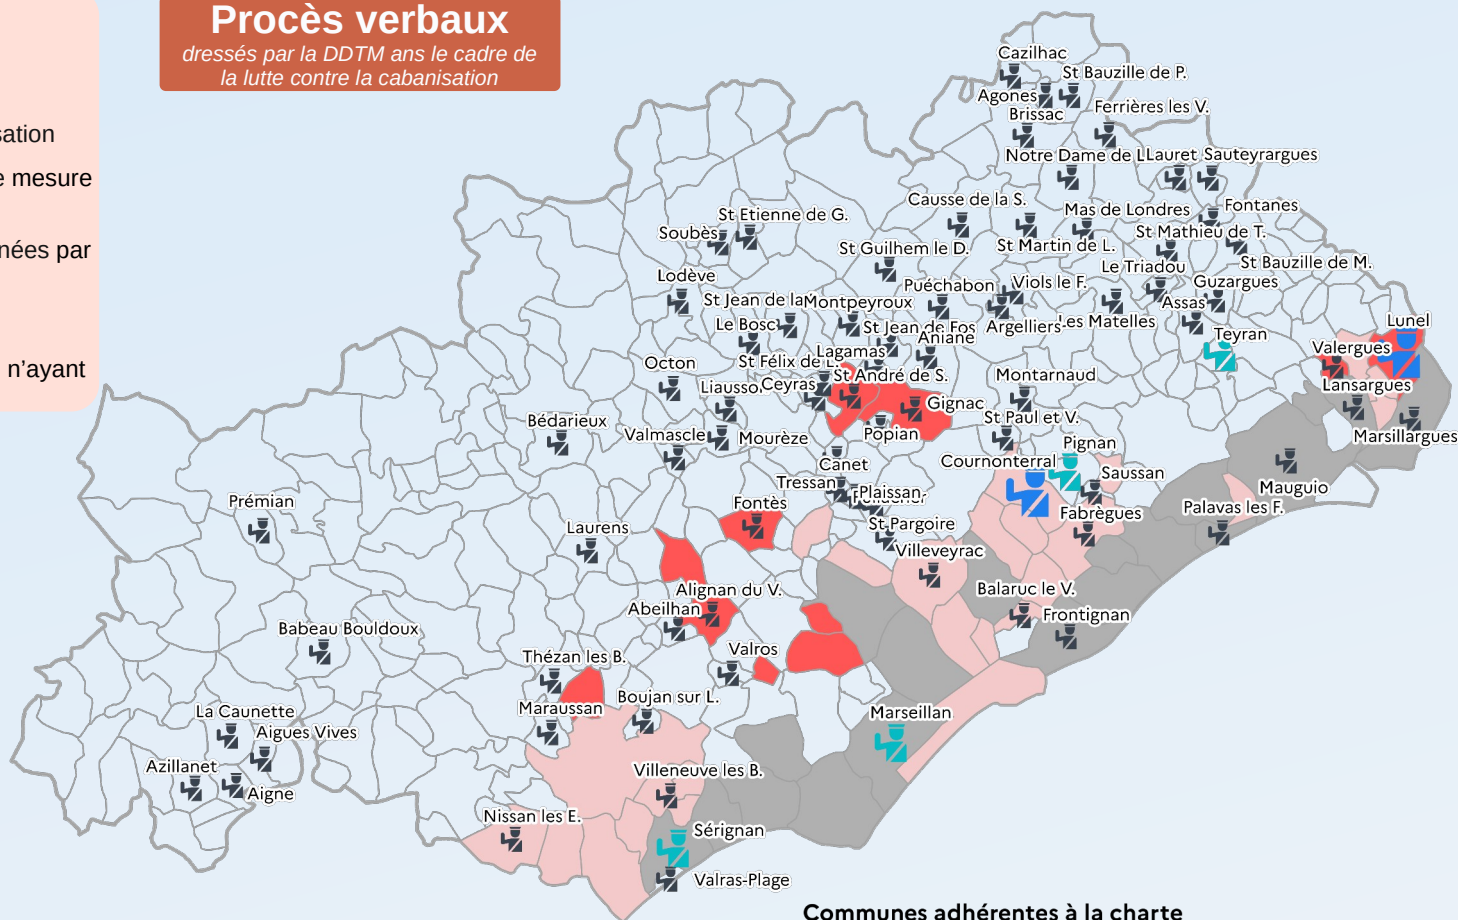 Procès verbaux
dressés par la DDTM ans le cadre de
la lutte contre la cabanisation
sation
e mesure
nées par
n'ayant
Cazilhac
St Bauzille de P.
Agones
Ferrières les V.
Brissac
Notre Dame de L
Lauret
Sauteyrargues
Causse de la S.
Mas de Londres
Fontanes
St Etienne de G.
Soubès
St Guilhem le D.
St Martin de L.
St Mathieu de T.
Le Triadou
St Bauzille de M.
Lodève
Puéchabon
Viols le F.
Guzargues
St Jean de la
Montpeyroux
Assas
Le Bosc
St Jean de Fos
Argelliers
Les Matelles
Lunel
Aniane
Teyran
Lagamas
Valergues
Octon
St Félix de L.
St André de S.
Liausson
Ceyras
Montarnaud
Lansargues
Gignac
Bédarieux
St Paul et V.
Valmascle
Mourèze
Popian
Pignan
Marsillargues
Canet
Cournonterral
Saussan
Tressan
Plaissan
Mauguio
Prémian
Fontès
Palavas les F.
Laurens
St Pargoire
Fabrègues
Villeveyrac
Alignan du V.
Balaruc le V.
Abeilhan
Frontignan
Babeau Bouldoux
Valros
Thézan les B.
Boujan sur L.
La Caunette
Maraussan
Marseillan
Aigues Vives
Azillanet
Villeneuve les B.
Aigne
Nissan les E.
Sérignan
Valras-Plage
Communes adhérentes à la charte